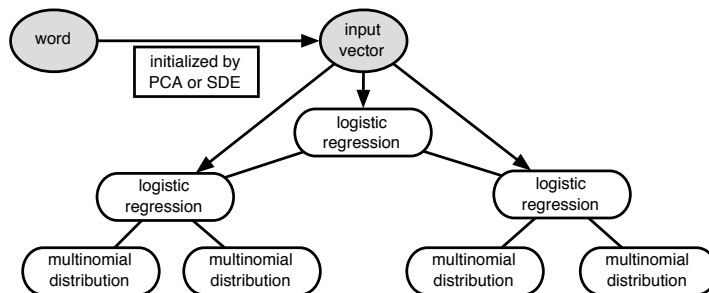 word
input
vector
initialized by
PCA or SDE
logistic
regression
logistic
regression
logistic
regression
multinomial
distribution
multinomial
distribution
multinomial
distribution
multinomial
distribution